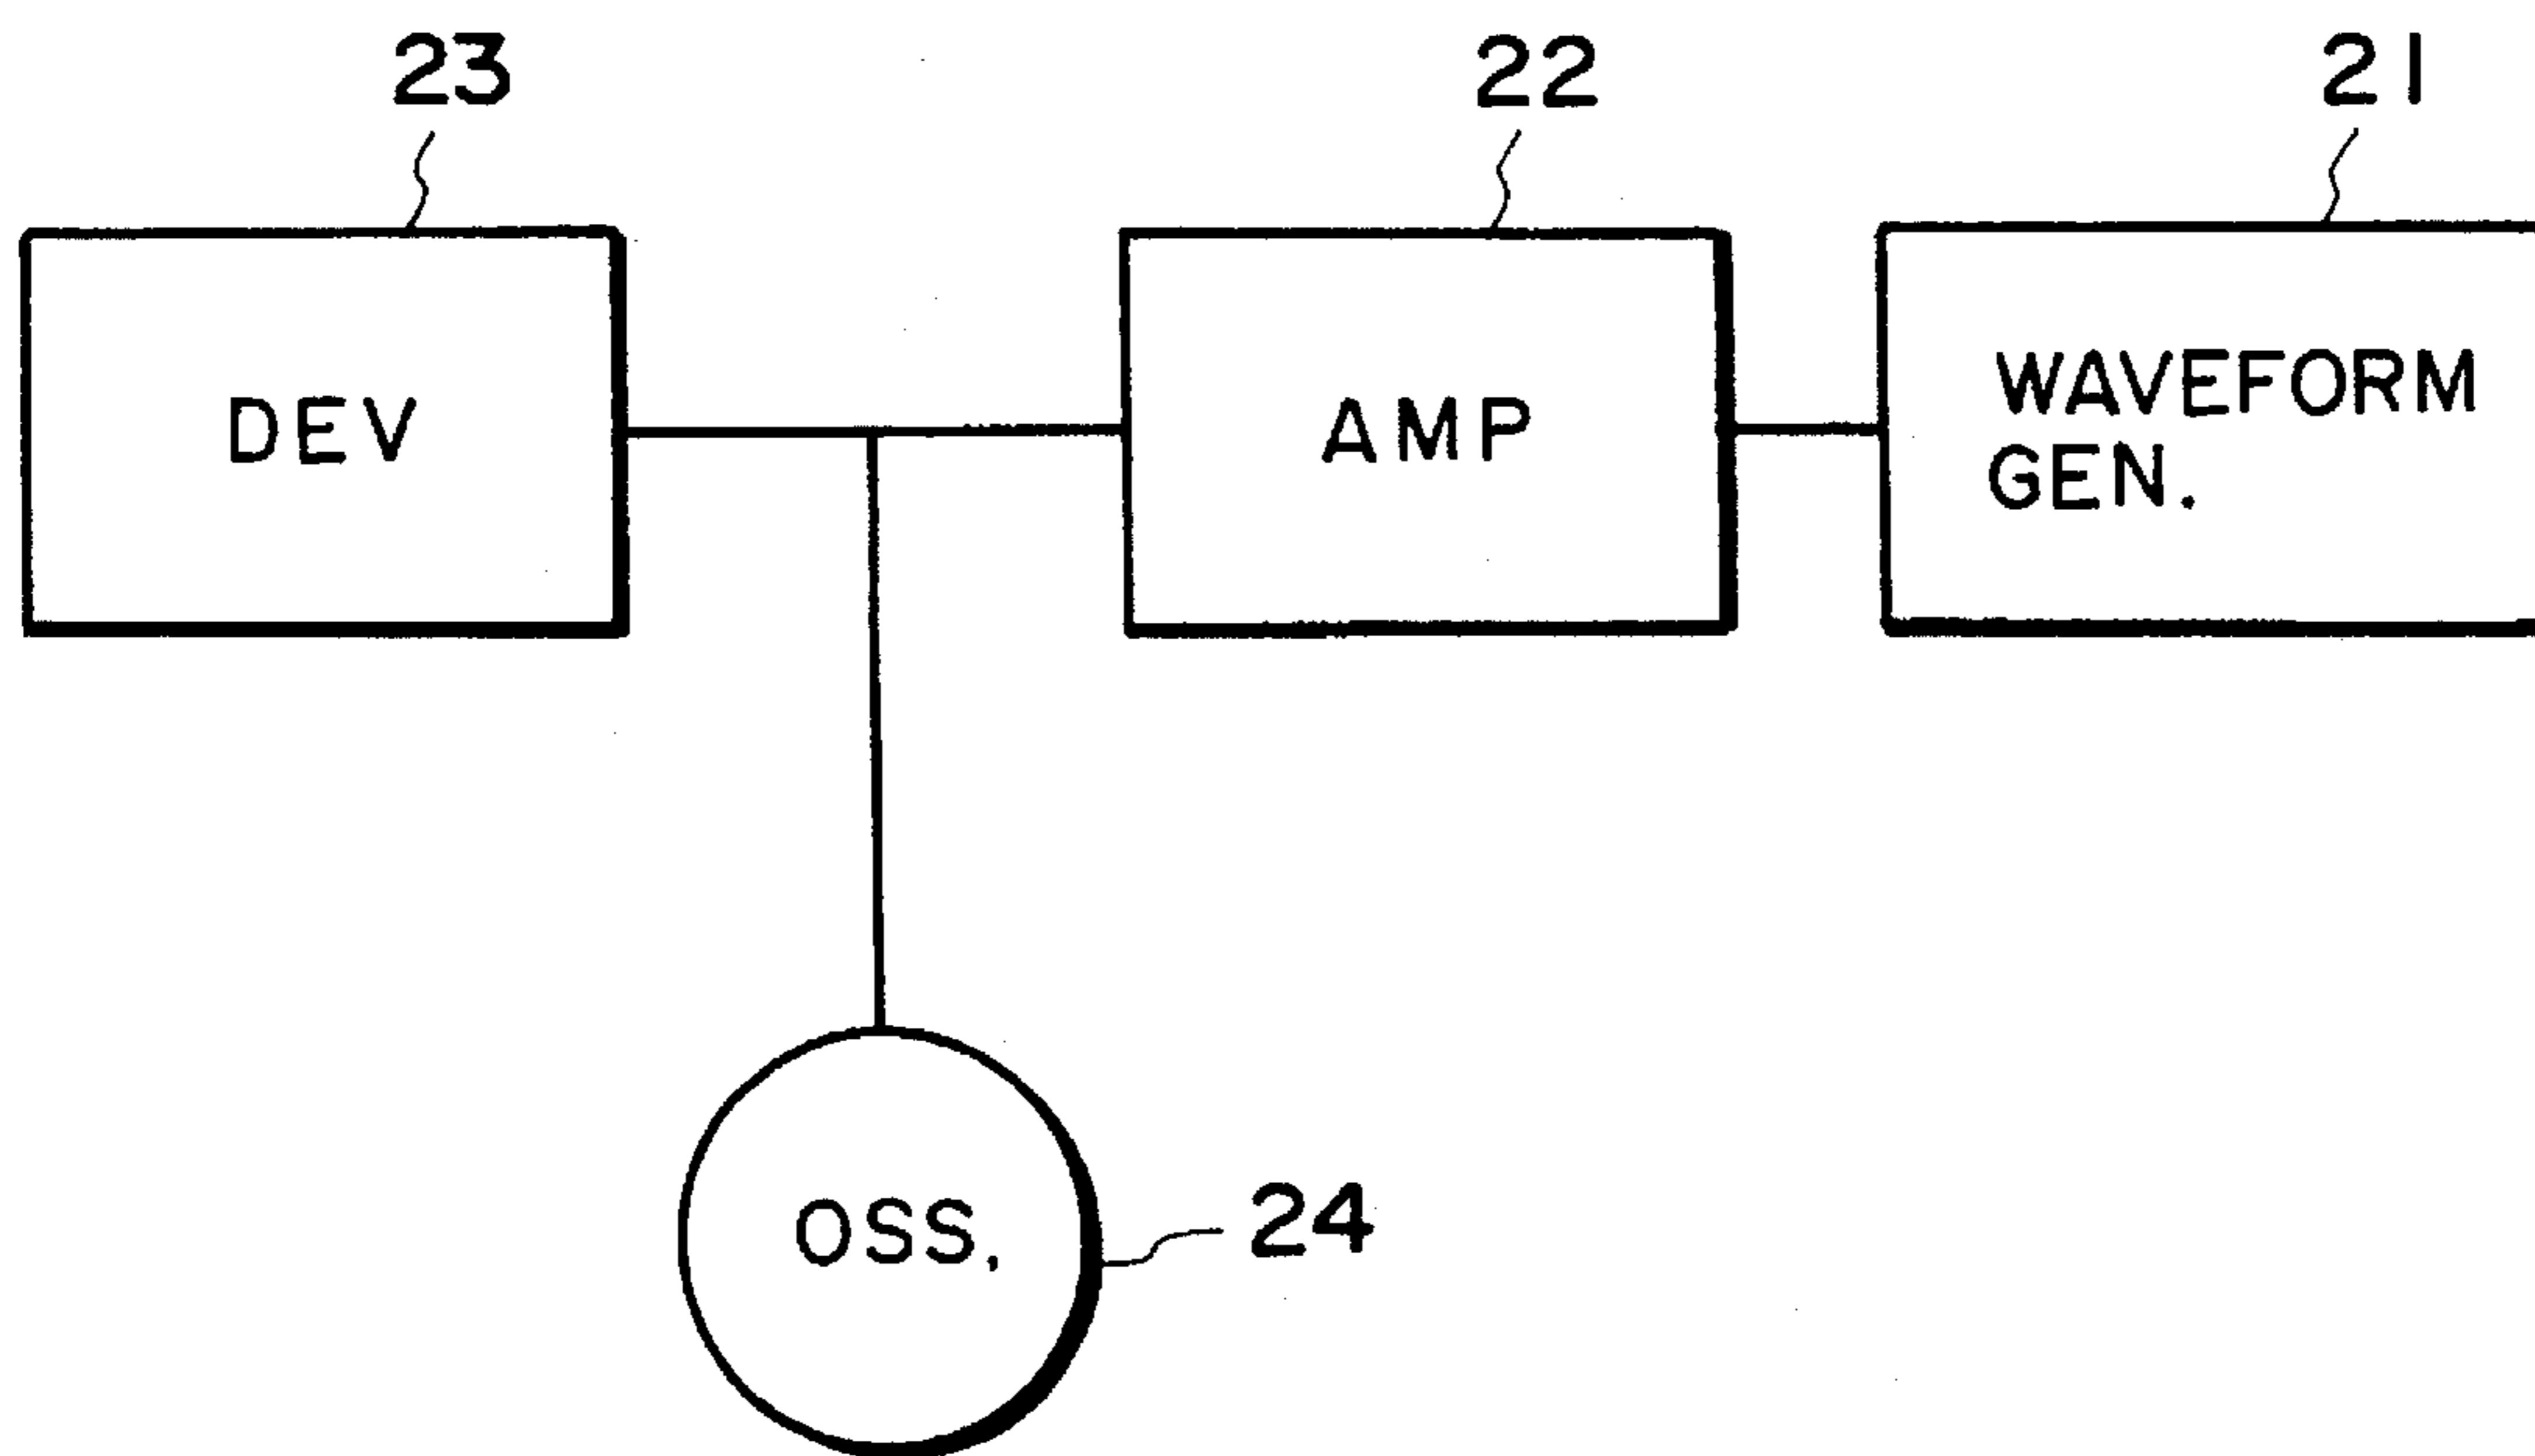 23
22
21
DEV
AMP
WAVEFORM
GEN.
OSS.
24